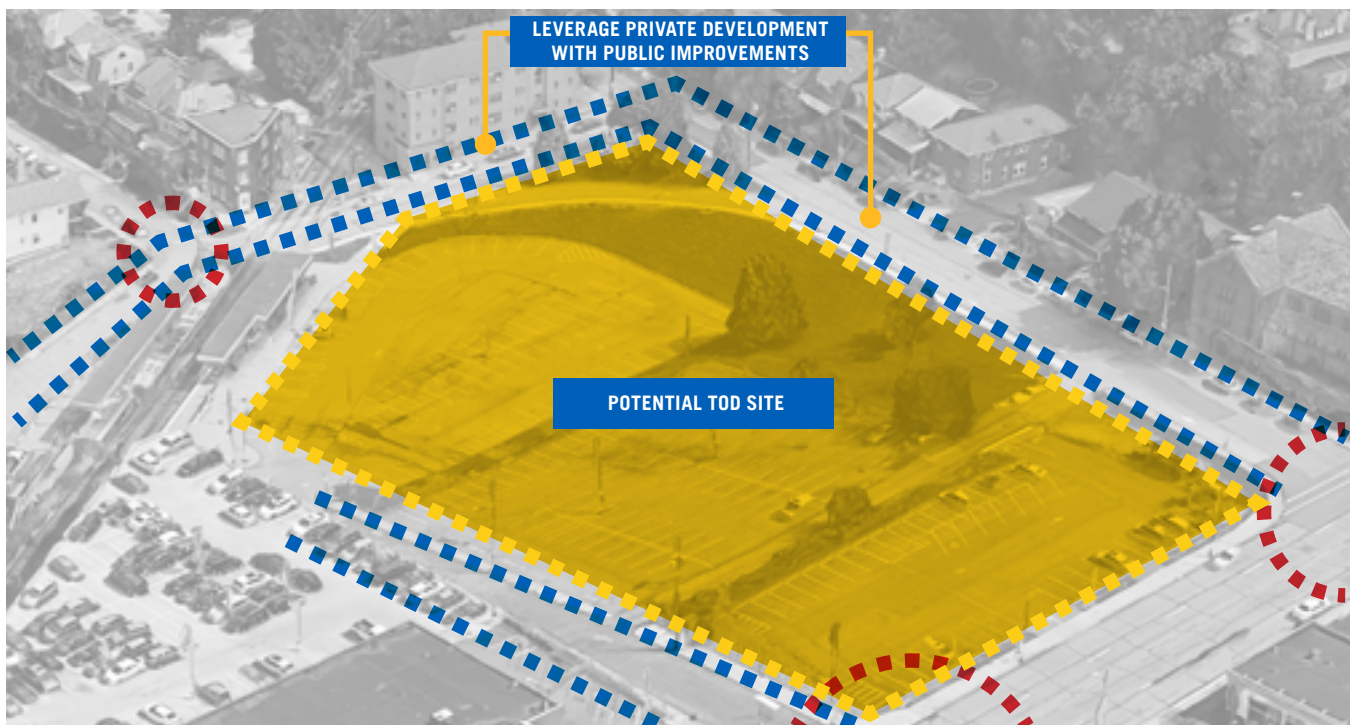 LEVERAGE PRIVATE DEVELOPMENT
WITH PUBLIC IMPROVEMENTS
POTENTIAL TOD SITE